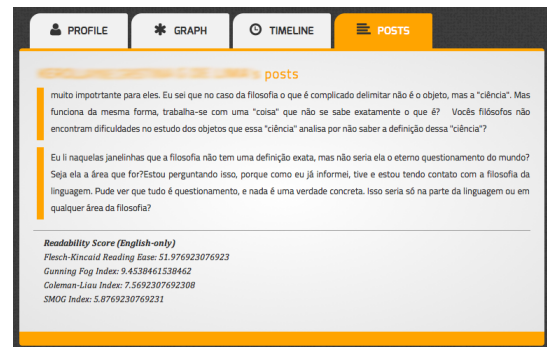 PROFILE
GRAPH
TIMELINE
POSTS
posts
muito impotrtante para eles. Eu sei que no caso da filosofia o que é complicado delimitar não é o objeto, mas a "ciência". Mas
funciona da mesma forma, trabalha-se com uma "coisa" que não se sabe exatamente o que é? Vocês filósofos não
encontram dificuldades no estudo dos objetos que essa "ciência" analisa por não saber a definição dessa "ciência"?
Eu li naquelas janelinhas que a filosofia não tem uma definição exata, mas não seria ela o eterno questionamento do mundo?
Seja ela a área que for?Estou perguntando isso, porque como eu já informei, tive e estou tendo contato com a filosofia da
linguagem. Pude ver que tudo é questionamento, e nada é uma verdade concreta. Isso seria só na parte da linguagem ou em
qualquer área da filosofia?
Readability Score (English-only)
Flesch-Kincaid Reading Ease: 51.976923076923
Gunning Fog Index: 9.4538461538462
Coleman-Liau Index: 7.5692307692308
SMOG Index: 5.8769230769231